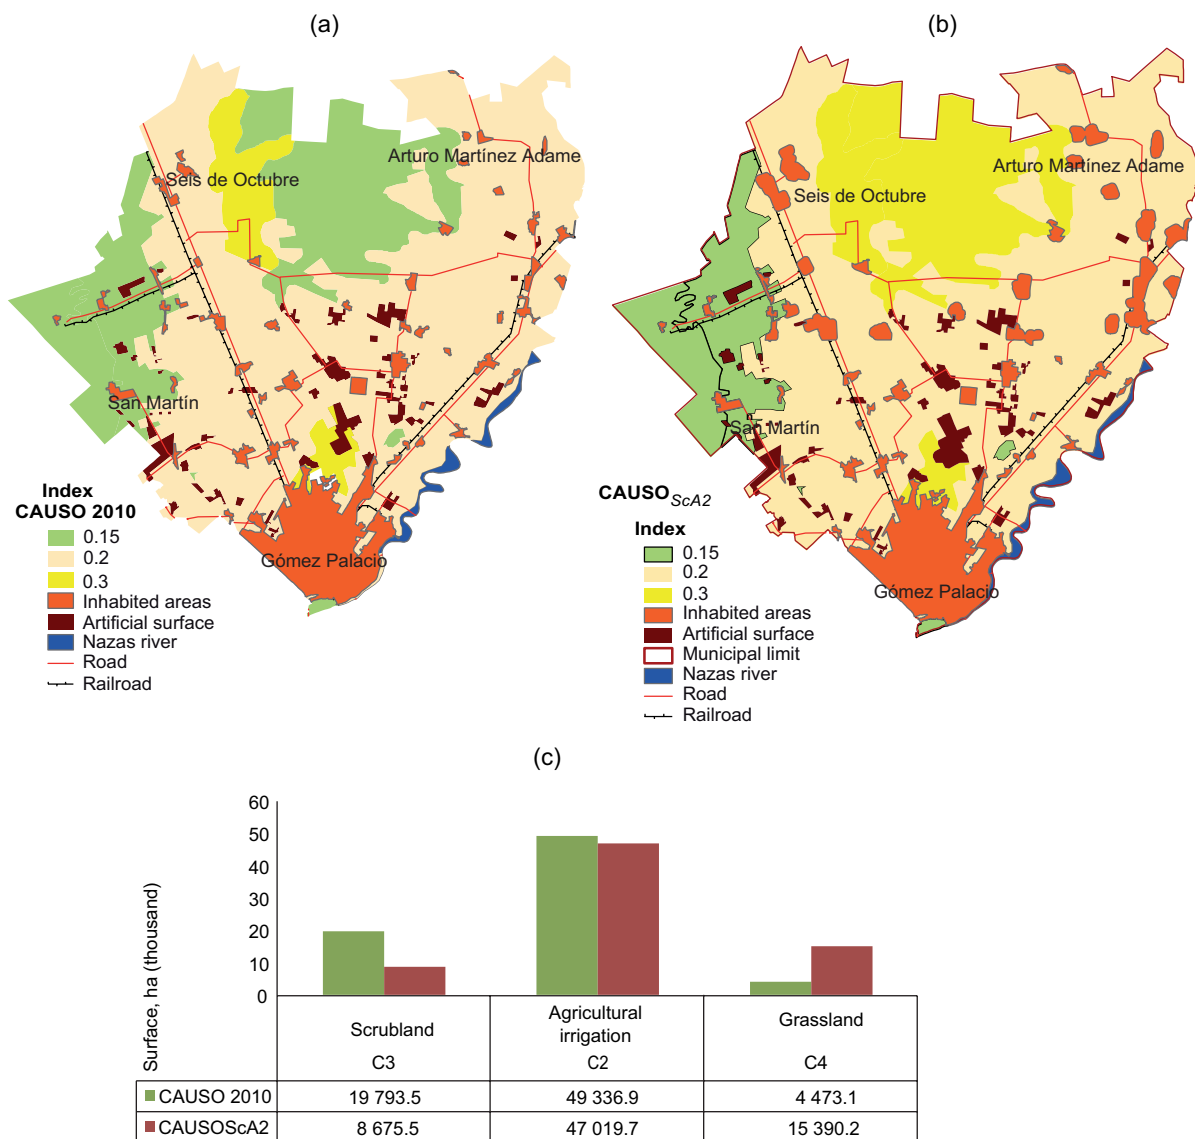 (a)
Arturo Martínez Adame
Seis de Octubre
San Martín
Gómez Palacio
Index
CAUSO 2010
0.15
0.2
0.3
Inhabited areas
Artificial surface
Nazas river
Road
Railroad
(b)
Arturo Martínez Adame
Seis de Octubre
San Martín
Gómez Palacio
CAUSO ScA2
Index
0.15
0.2
0.3
Inhabited areas
Artificial surface
Municipal limit
Nazas river
Road
Railroad
(c)
Surface, ha (thousand)
60
50
40
30
20
10
0
Scrubland
Agricultural
irrigation
Grassland
C3
C2
C4
CAUSO 2010
19 793.5
49 336.9
4 473.1
CAUSOScA2
8 675.5
47 019.7
15 390.2